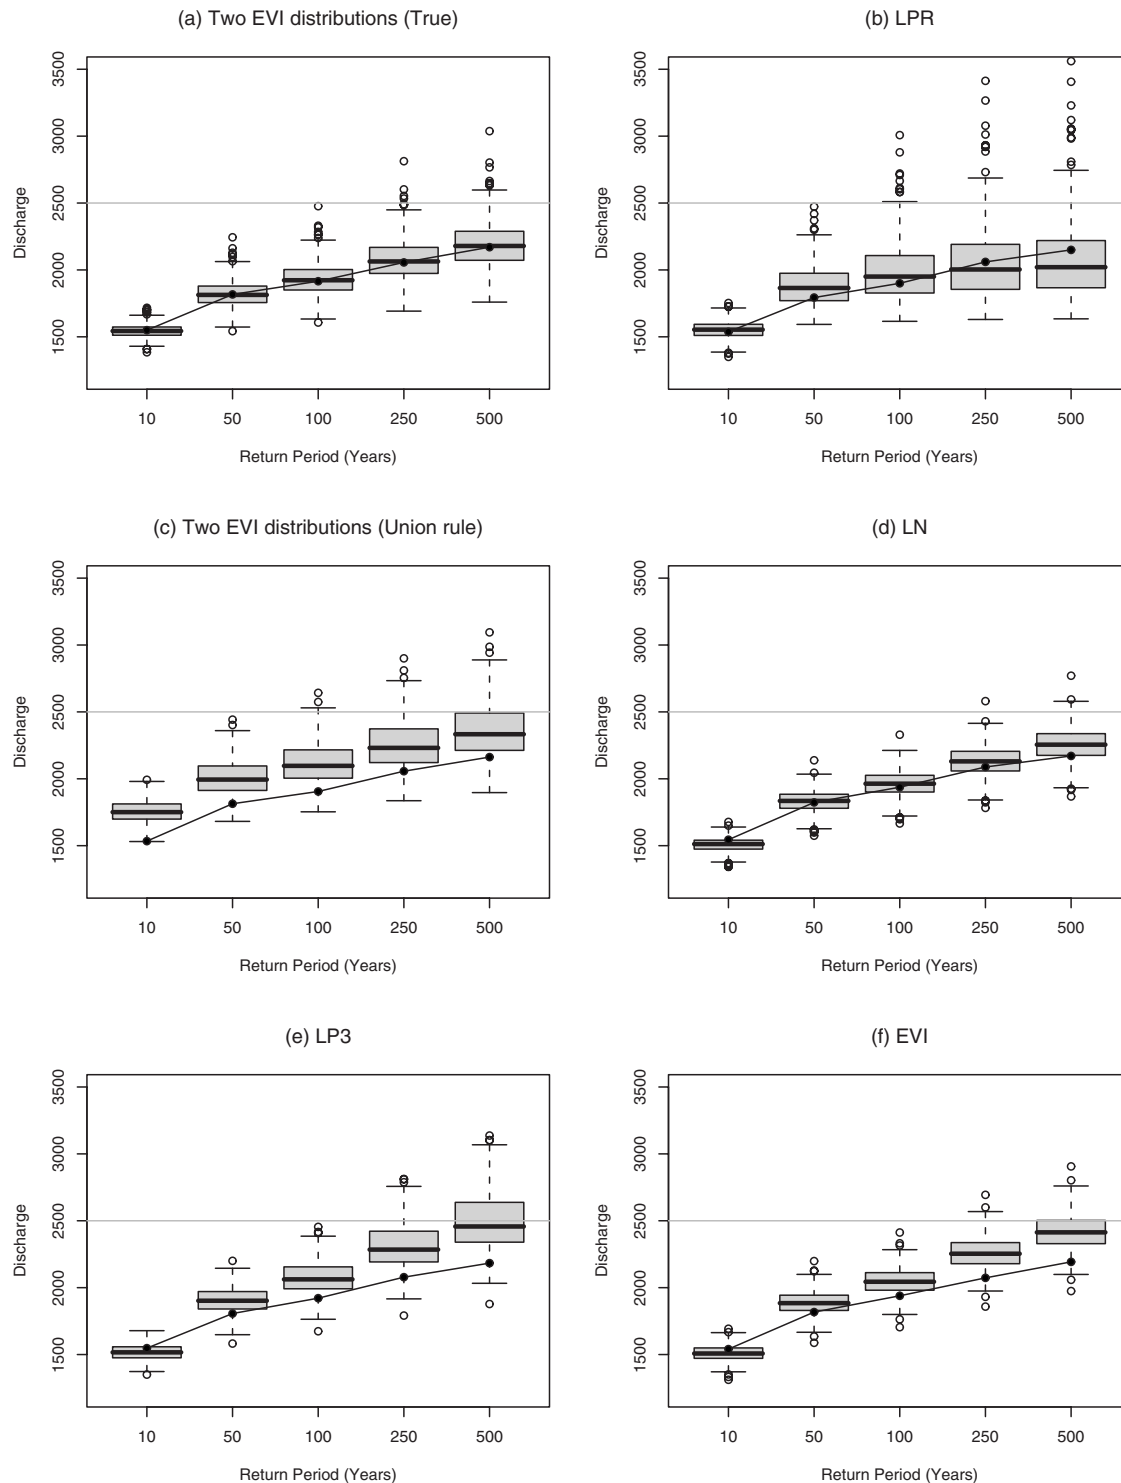 (a) Two EVI distributions (True)
3500
3000
2500
2000
1500
Discharge
10 50 100 250 500
Return Period (Years)
(b) LPR
3500
3000
2500
2000
1500
Discharge
10 50 100 250 500
Return Period (Years)
(c) Two EVI distributions (Union rule)
3500
3000
2500
2000
1500
Discharge
10 50 100 250 500
Return Period (Years)
(d) LN
3500
3000
2500
2000
1500
Discharge
10 50 100 250 500
Return Period (Years)
(e) LP3
3500
3000
2500
2000
1500
Discharge
10 50 100 250 500
Return Period (Years)
(f) EVI
3500
3000
2500
2000
1500
Discharge
10 50 100 250 500
Return Period (Years)